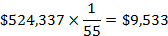 $524,337 × 1/55 = $9,533